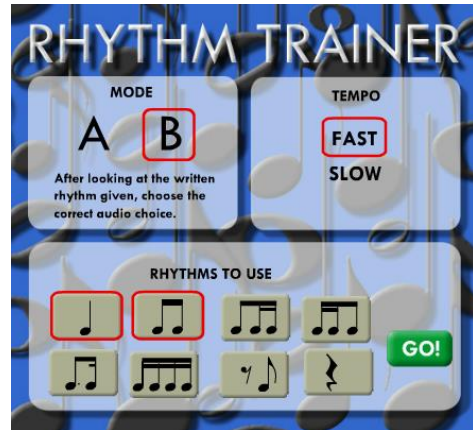 RHYTHM TRAINER
MODE
A B
After looking at the written
rhythm given, choose the
correct audio choice.
TEMPO
FAST
SLOW
RHYTHMS TO USE
GO!